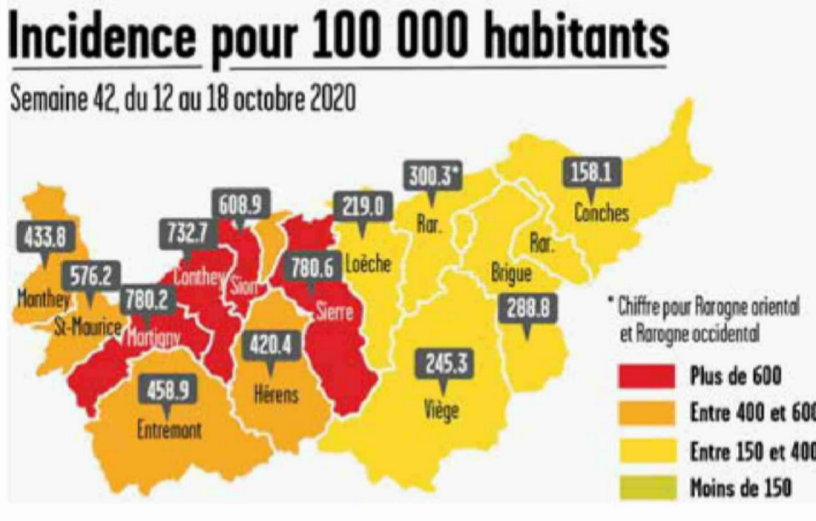 Incidence pour 100 000 habitants
Semaine 42, du 12 au 18 octobre 2020
433.8
Monthey
576.2
St-Maurice
780.2
Martigny
732.7
Conthey
608.9
Sion
780.6
Sierre
219.0
Loèche
300.3*
Rar.
158.1
Conches
Rar.
Brigue
288.8
458.9
Entremont
420.4
Hérens
245.3
Viège
* Chiffre pour Rarogne oriental
et Rarogne occidental
Plus de 600
Entre 400 et 600
Entre 150 et 400
Moins de 150